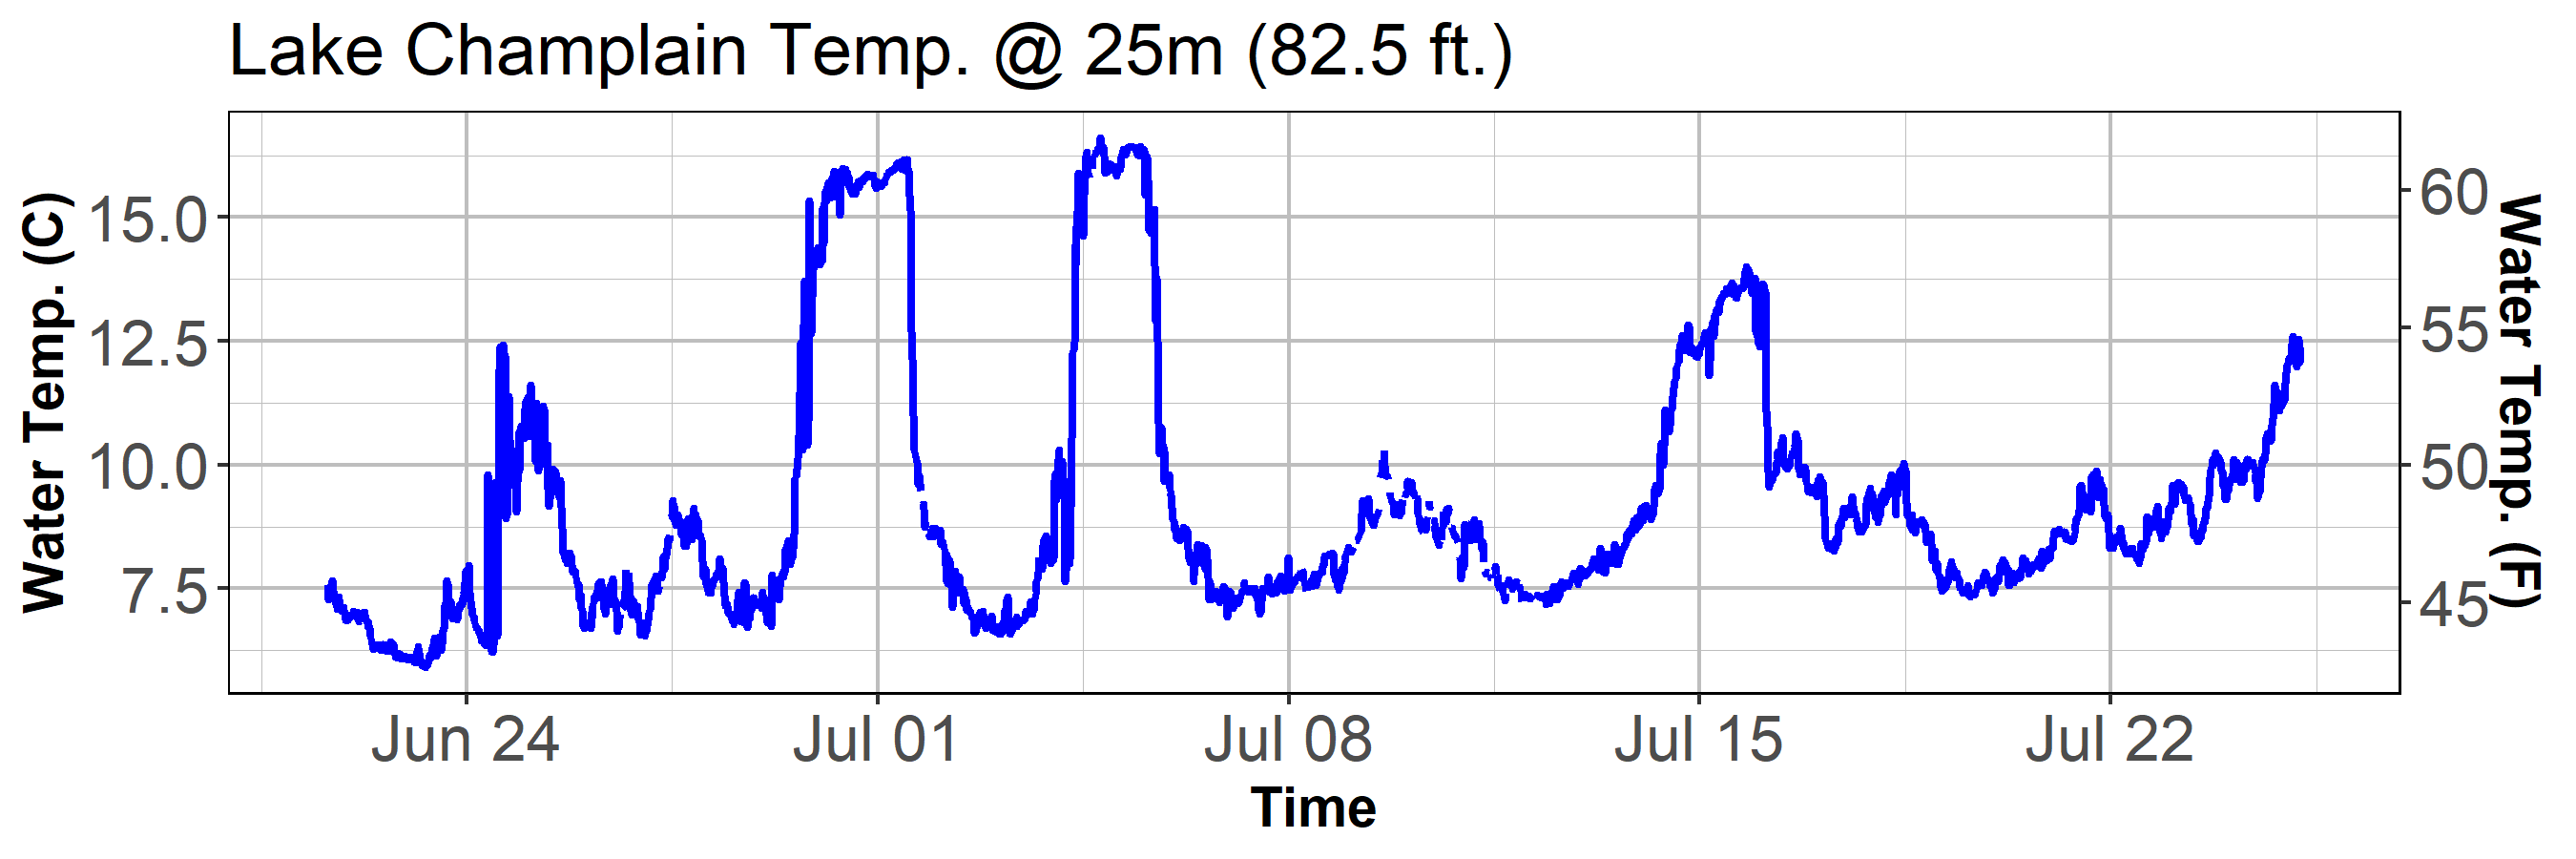 Lake Champlain Temp. @ 25m (82.5 ft.)
Water Temp. (C)
15.0
12.5
10.0
7.5
60
55
50
45
Water Temp. (F)
Jun 24
Jul 01
Jul 08
Jul 15
Jul 22
Time